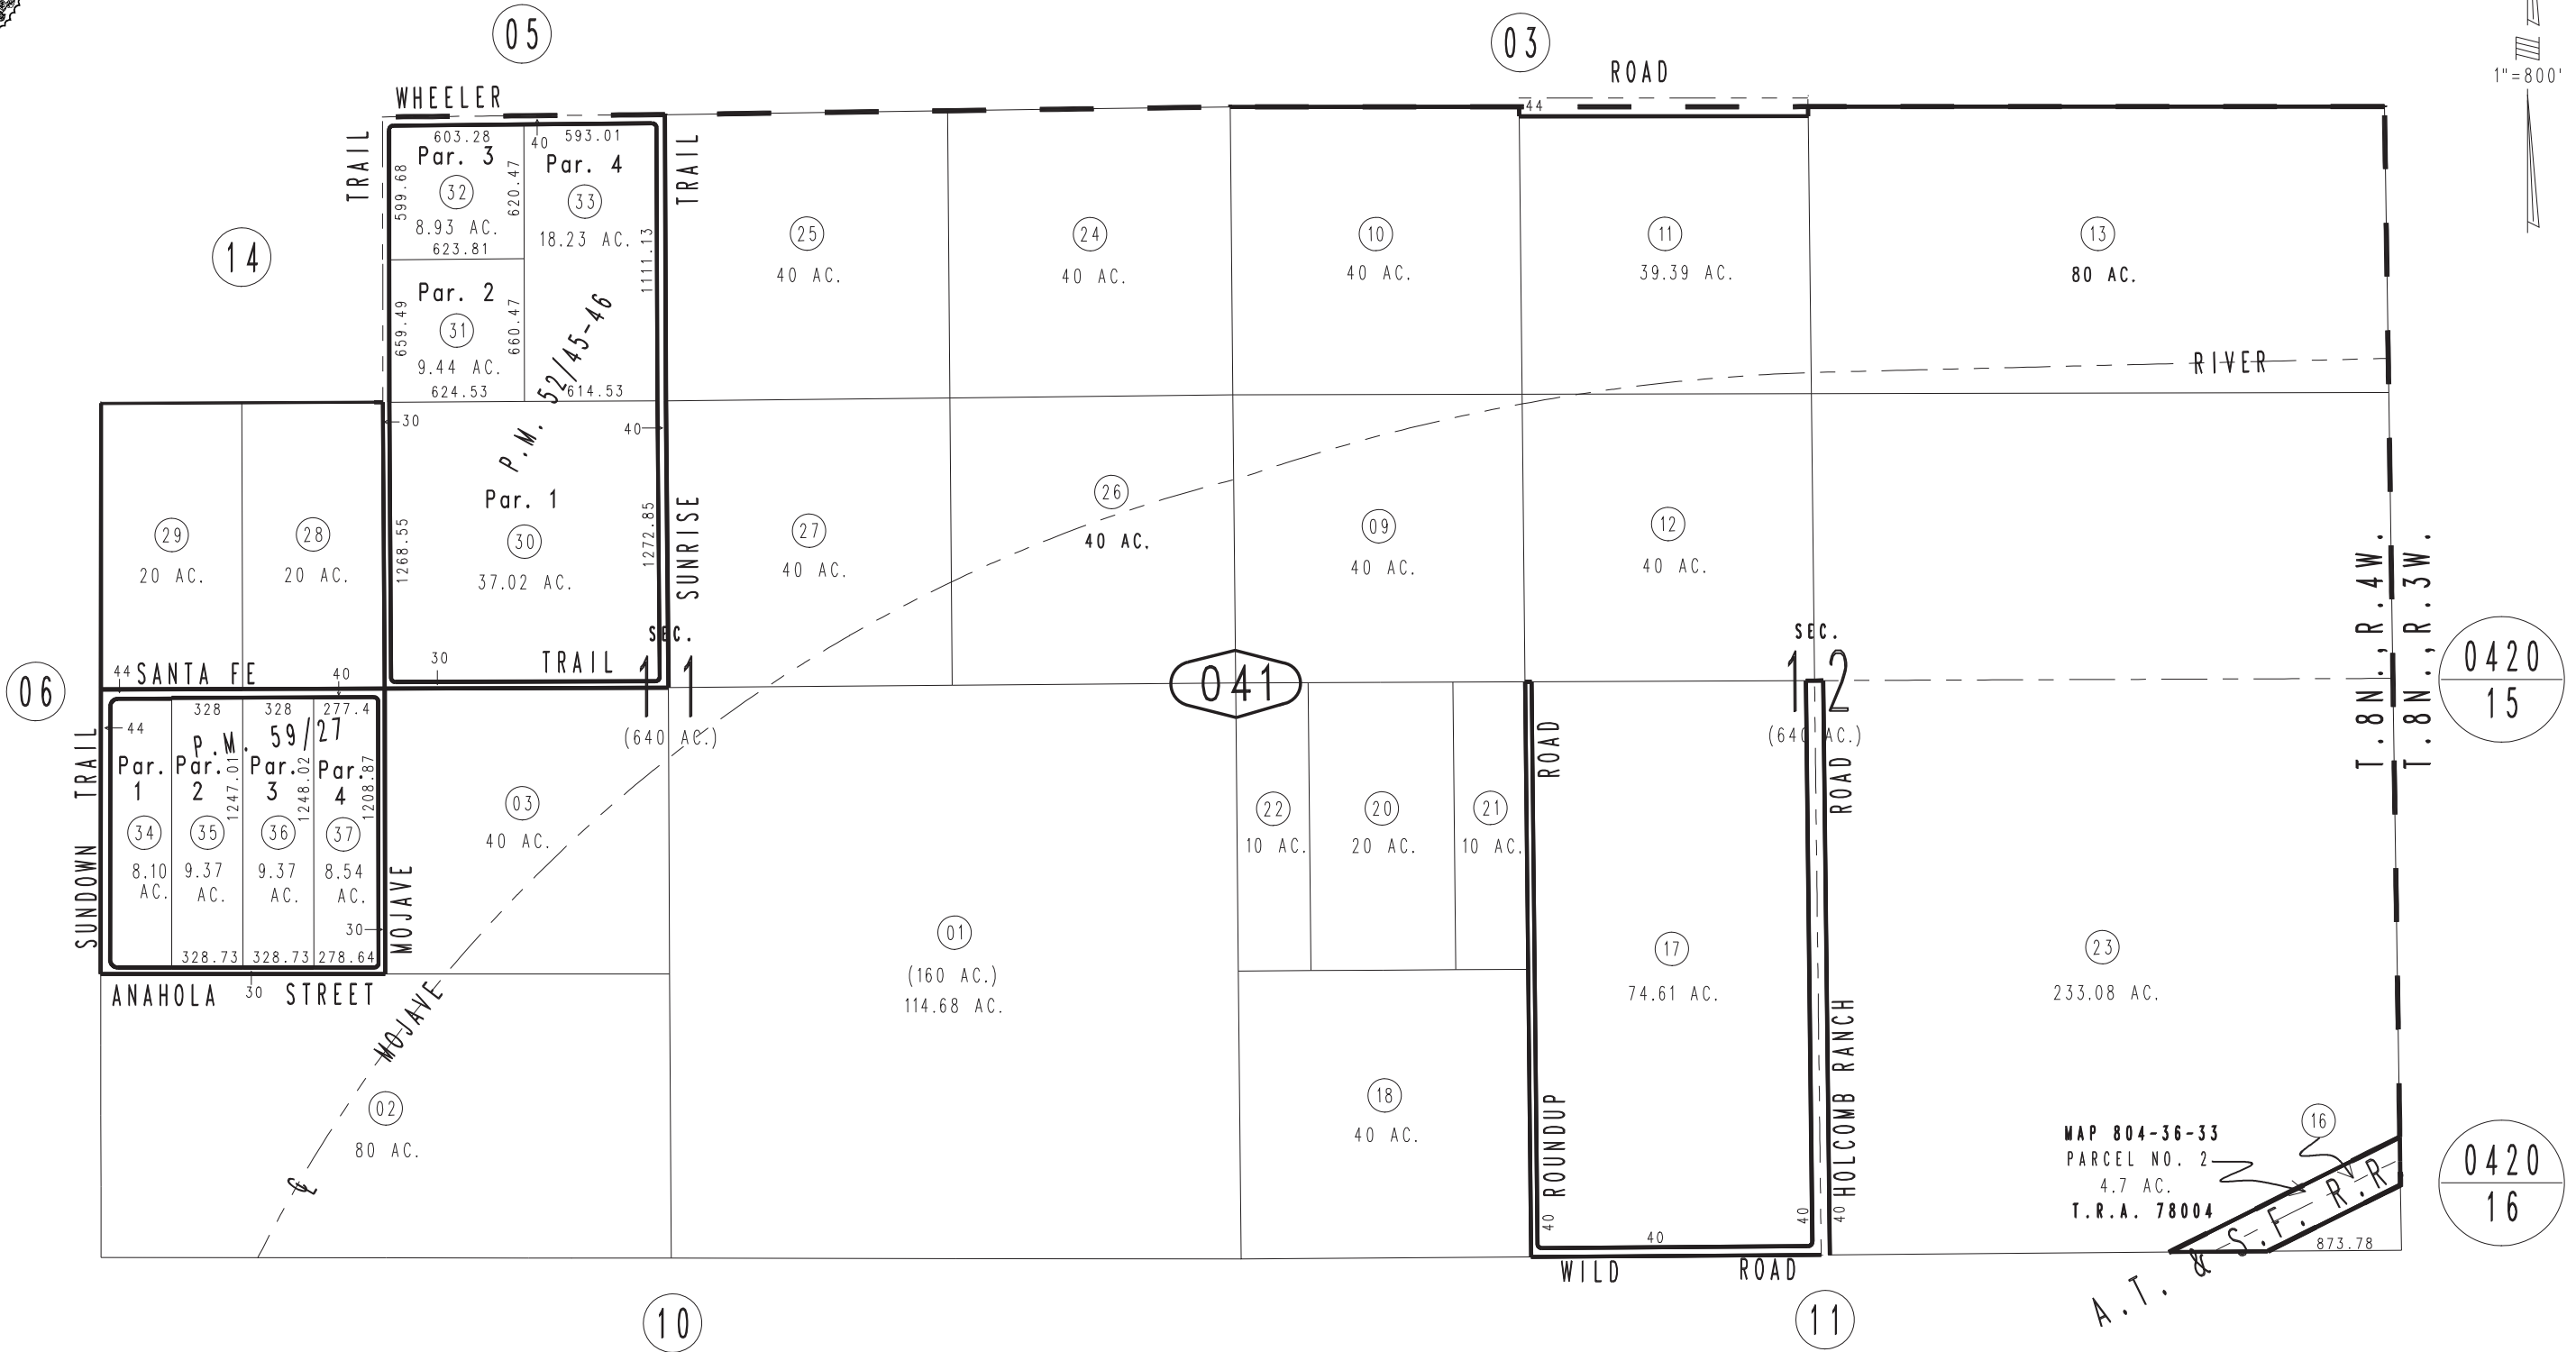 05
03
1"=800'
ROAD
WHEELER
44
603.28
593.01
40
TRAIL
TRAIL
Par. 3
Par. 4
599.68
32
620.47
33
8.93 AC.
18.23 AC.
623.81
1111.13
14
25
40 AC.
24
40 AC.
10
40 AC.
11
39.39 AC.
13
80 AC.
Par. 2
31
659.49
660.47
9.44 AC.
624.53
614.53
P.M. 52/45-46
RIVER
30
40
Par. 1
30
37.02 AC.
1268.55
1272.85
SUNRISE
29
20 AC.
28
20 AC.
27
40 AC.
26
40 AC.
09
40 AC.
12
40 AC.
T.8N., R.4W.
T.8N., R.3W.
SEC.
11
(640 AC.)
SEC.
12
(640 AC.)
041
0420
15
06
44
SANTA FE
40
30
TRAIL
328
328
277.4
44
P.M. 59/27
TRAIL
Par.
1
Par.
2
Par.
3
Par.
4
1247.01
1248.02
1208.87
34
35
36
37
8.10
AC.
9.37
AC.
9.37
AC.
8.54
AC.
SUNDOWN
MOJAVE
30
328.73
328.73
278.64
ANAHOLA
30
STREET
03
40 AC.
01
(160 AC.)
114.68 AC.
22
10 AC.
20
20 AC.
21
10 AC.
ROAD
ROAD
17
74.61 AC.
23
233.08 AC.
MOJAVE
02
80 AC.
℄
18
40 AC.
ROUNDUP
HOLCOMB RANCH
40
40
40
40
WILD
ROAD
MAP 804-36-33
PARCEL NO. 2
4.7 AC.
T.R.A. 78004
16
A.T. & S.F. R.R
873.78
0420
16
10
11